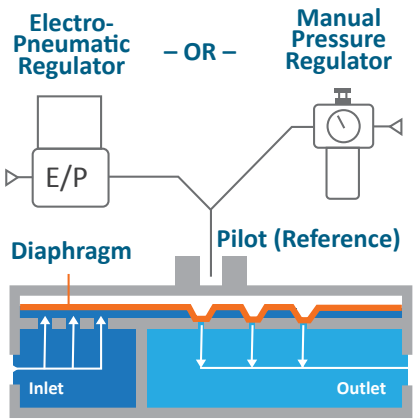 Electro-
Pneumatic
Regulator
– OR –
Manual
Pressure
Regulator
E/P
Pilot (Reference)
Diaphragm
Inlet
Outlet